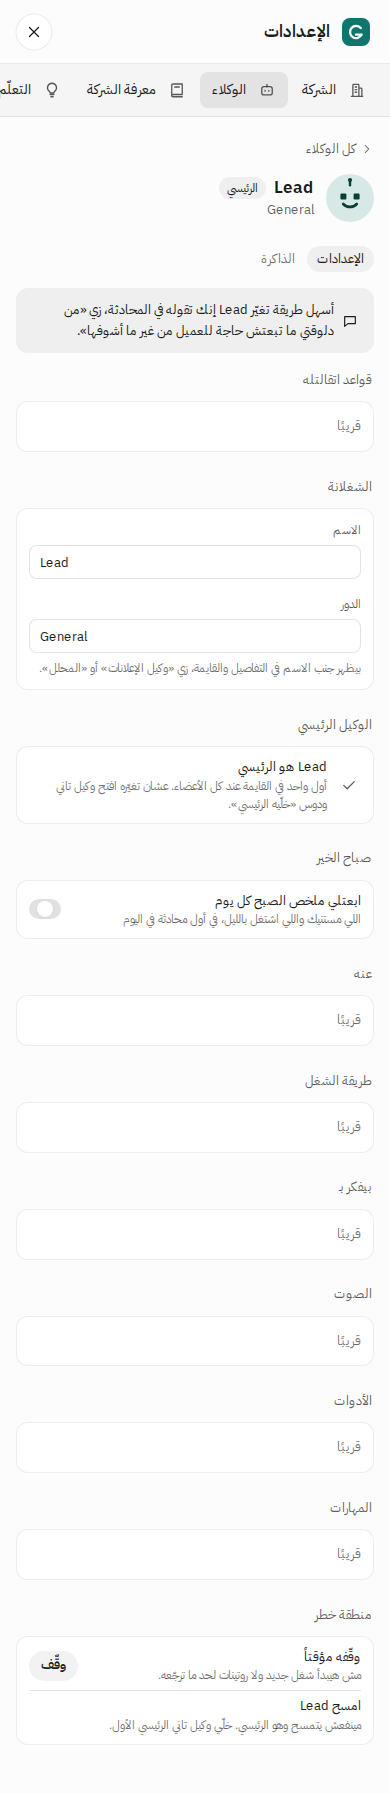 الإعدادات
الشركة
الوكلاء
معرفة الشركة
التعلّم
كل الوكلاء
Lead الرئيسي
General
الإعدادات
الذاكرة
أسهل طريقة تغيّر Lead إنك تقوله في المحادثة، زي «من
دلوقتي ما تبعتش حاجة للعميل من غير ما أشوفها».
قواعد اتقالتله
قريبًا
الشغلانة
الاسم
Lead
الدور
General
بيظهر جنب الاسم في التفاصيل والقايمة، زي «وكيل الإعلانات» أو «المحلل».
الوكيل الرئيسي
Lead هو الرئيسي
أول واحد في القايمة عند كل الأعضاء. عشان تغيّره افتح وكيل تاني
ودوس «خلّيه الرئيسي».
صباح الخير
ابعتلي ملخص الصبح كل يوم
اللي مستنيك واللي اشتغل بالليل، في أول محادثة في اليوم
عنه
قريبًا
طريقة الشغل
قريبًا
بيفكر بـ
قريبًا
الصوت
قريبًا
الأدوات
قريبًا
المهارات
قريبًا
منطقة خطر
وقّفه مؤقتاً
وقّف
مش هيبدأ شغل جديد ولا روتينات لحد ما ترجّعه.
امسح Lead
مينفعش يتمسح وهو الرئيسي. خلّي وكيل تاني الرئيسي الأول.